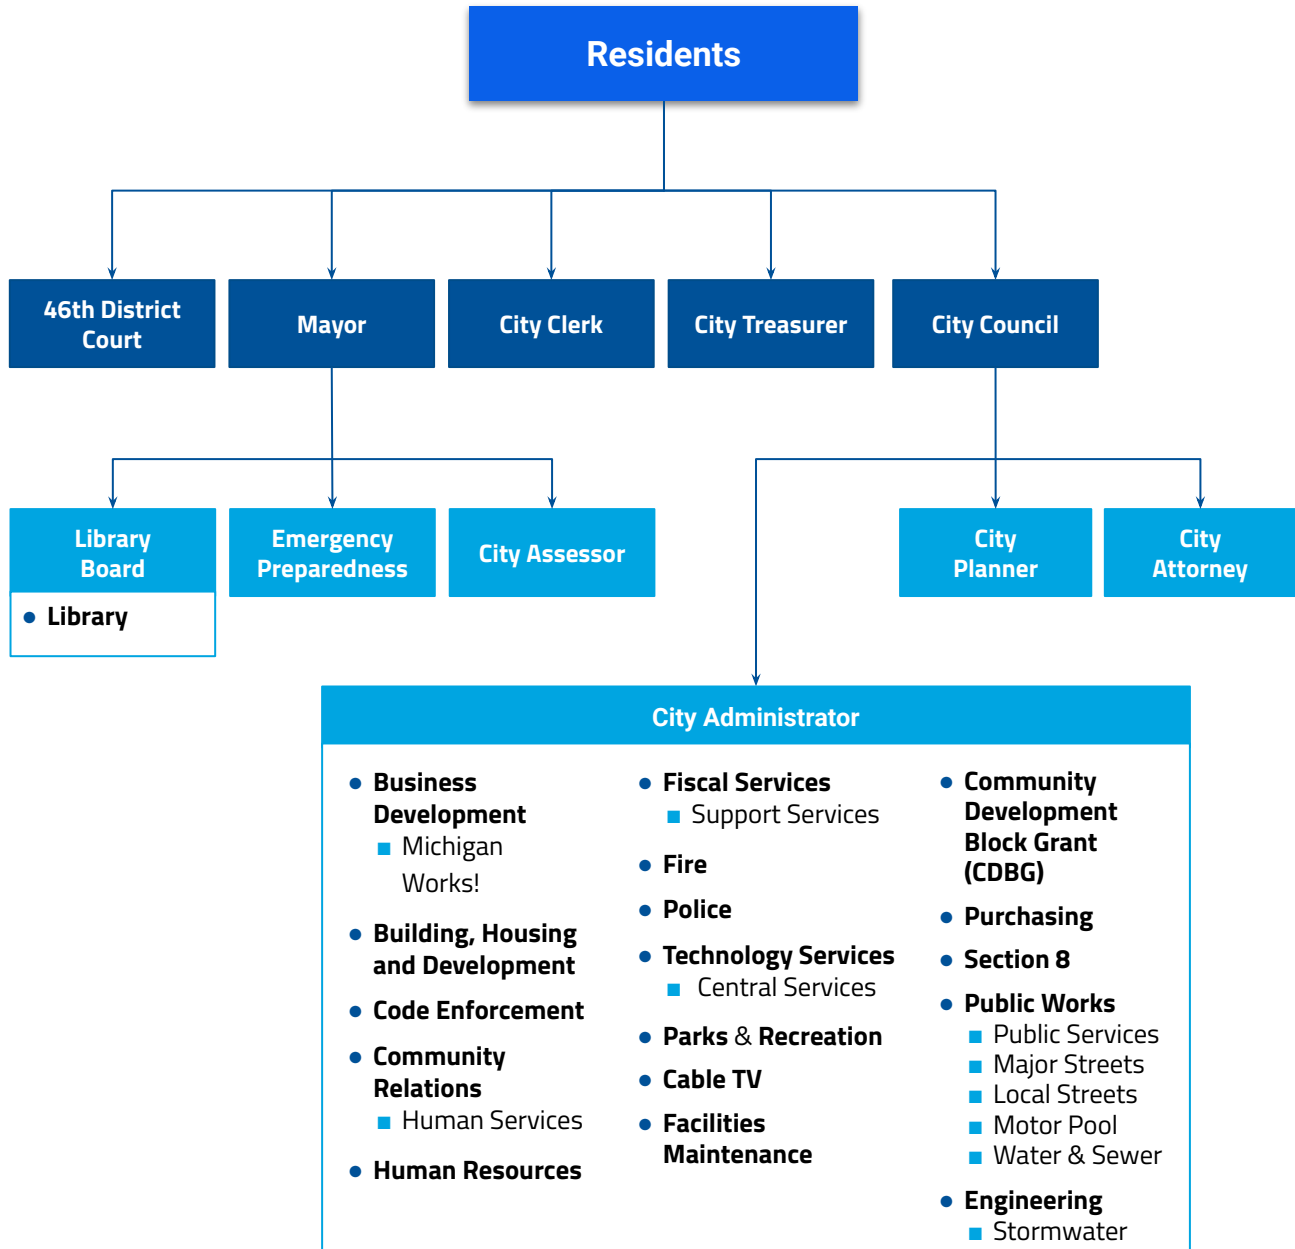 Residents
46th District
Court
Mayor
City Clerk
City Treasurer
City Council
Library
Board
Library
Emergency
Preparedness
City Assessor
City
Planner
City
Attorney
City Administrator
Business
Development
Michigan
Works!
Building, Housing
and Development
Code Enforcement
Community
Relations
Human Services
Human Resources
Fiscal Services
Support Services
Fire
Police
Technology Services
Central Services
Parks & Recreation
Cable TV
Facilities
Maintenance
Community
Development
Block Grant
(CDBG)
Purchasing
Section 8
Public Works
Public Services
Major Streets
Local Streets
Motor Pool
Water & Sewer
Engineering
Stormwater